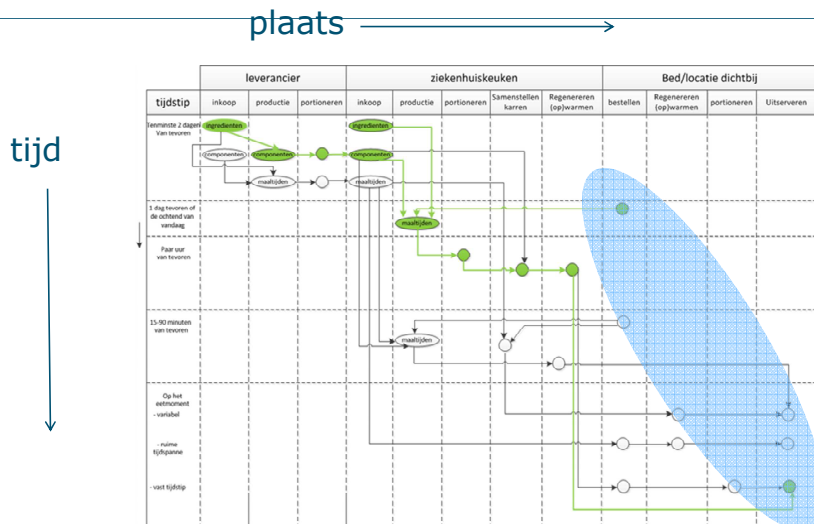 plaats
tijd
leverancier
ziekenhuiskeuken
Bed/locatie dichtbij
tijdstip
inkoop
productie
portioneren
inkoop
productie
portioneren
Samenstellen
karren
Regenereren
(op)warmen
bestellen
Regenereren
(op)warmen
portioneren
Uitserveren
Tenminste 2 dagen
Van tevoren
ingredienten
ingredienten
componenten
componenten
componenten
maaltijden
maaltijden
1 dag tevoren of
de ochtend van
vandaag
maaltijden
Paar uur
van tevoren
15-90 minuten
van tevoren
maaltijden
Op het
eetmoment
- variabel
- ruime
tijdspanne
- vast tijdstip